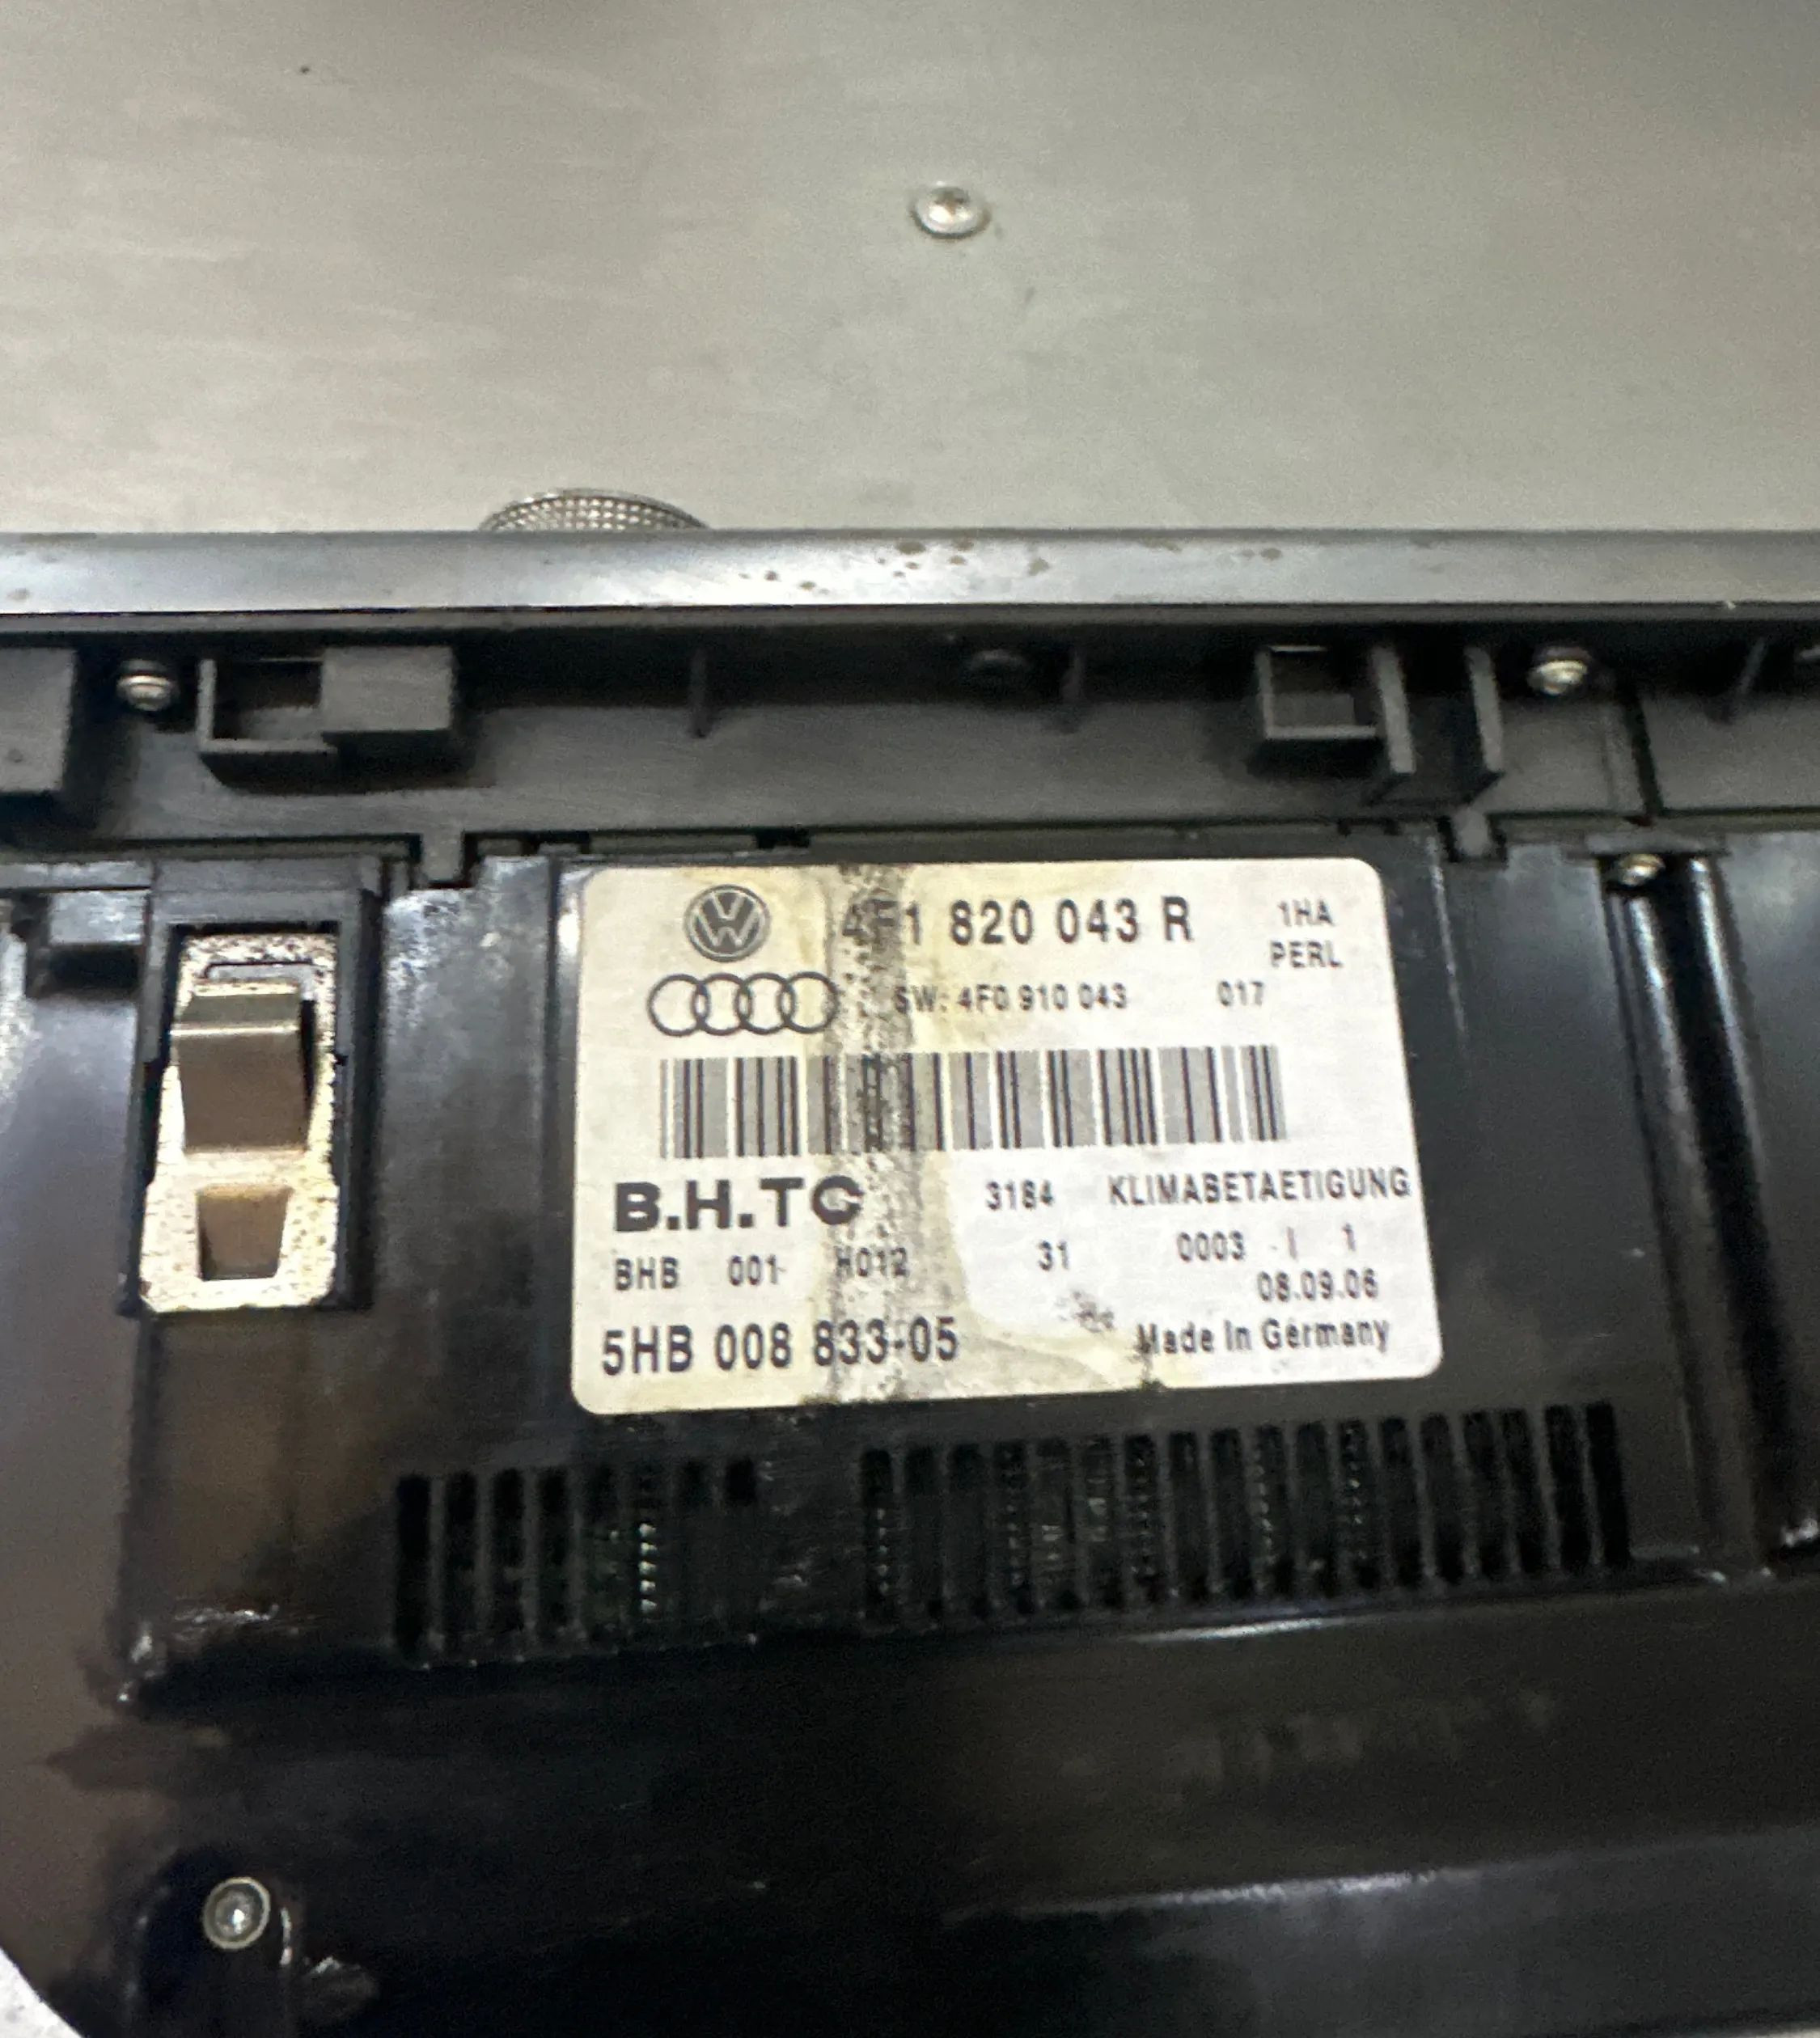 4F1 820 043 R 1HA
PERL
SW: 4F0 910 043 017
B.H.TC 3184 KLIMABETAETIGUNG
BHB 001 H012 31 0003 I 1
08.09.06
5HB 008 833-05 Made in Germany